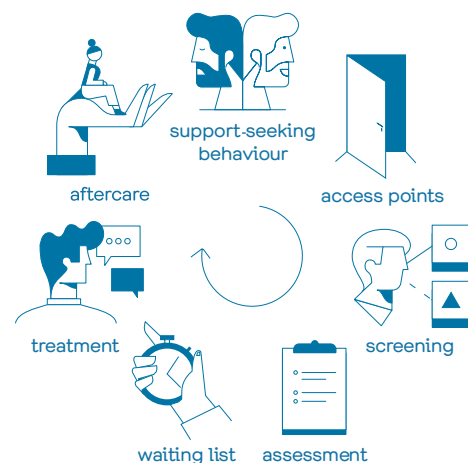 support-seeking
behaviour
access points
screening
assessment
waiting list
treatment
aftercare